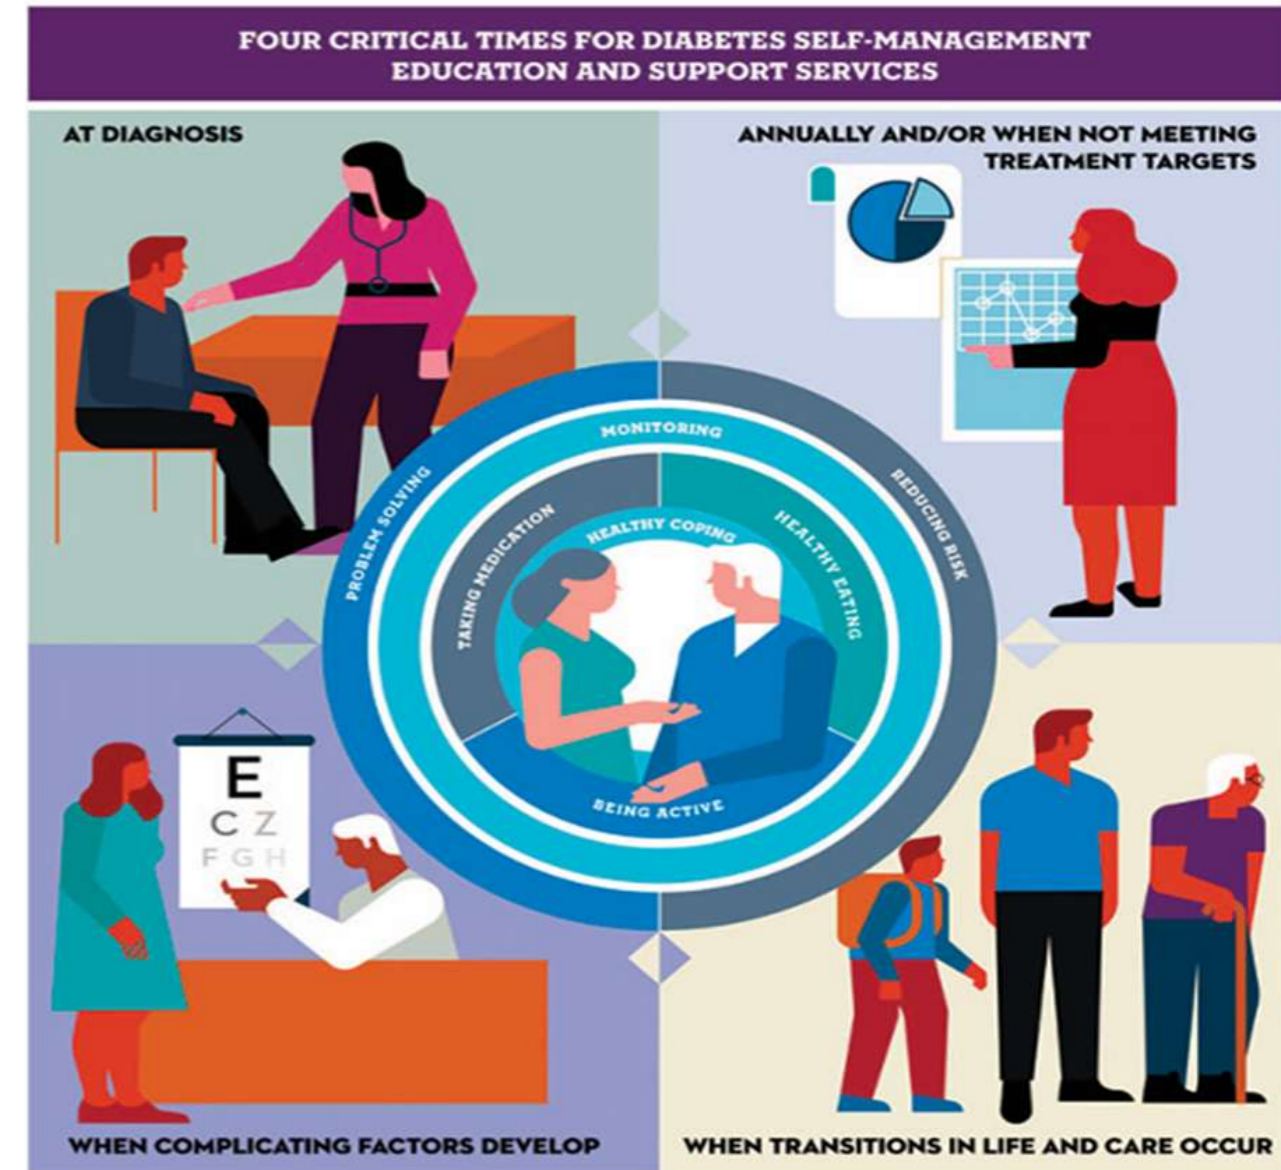 FOUR CRITICAL TIMES FOR DIABETES SELF-MANAGEMENT
EDUCATION AND SUPPORT SERVICES
AT DIAGNOSIS
ANNUALLY AND/OR WHEN NOT MEETING
TREATMENT TARGETS
PROBLEM SOLVING
MONITORING
REDUCING RISK
TAKING MEDICATION
HEALTHY COPING
HEALTHY EATING
BEING ACTIVE
E
C Z
F G H
WHEN COMPLICATING FACTORS DEVELOP
WHEN TRANSITIONS IN LIFE AND CARE OCCUR